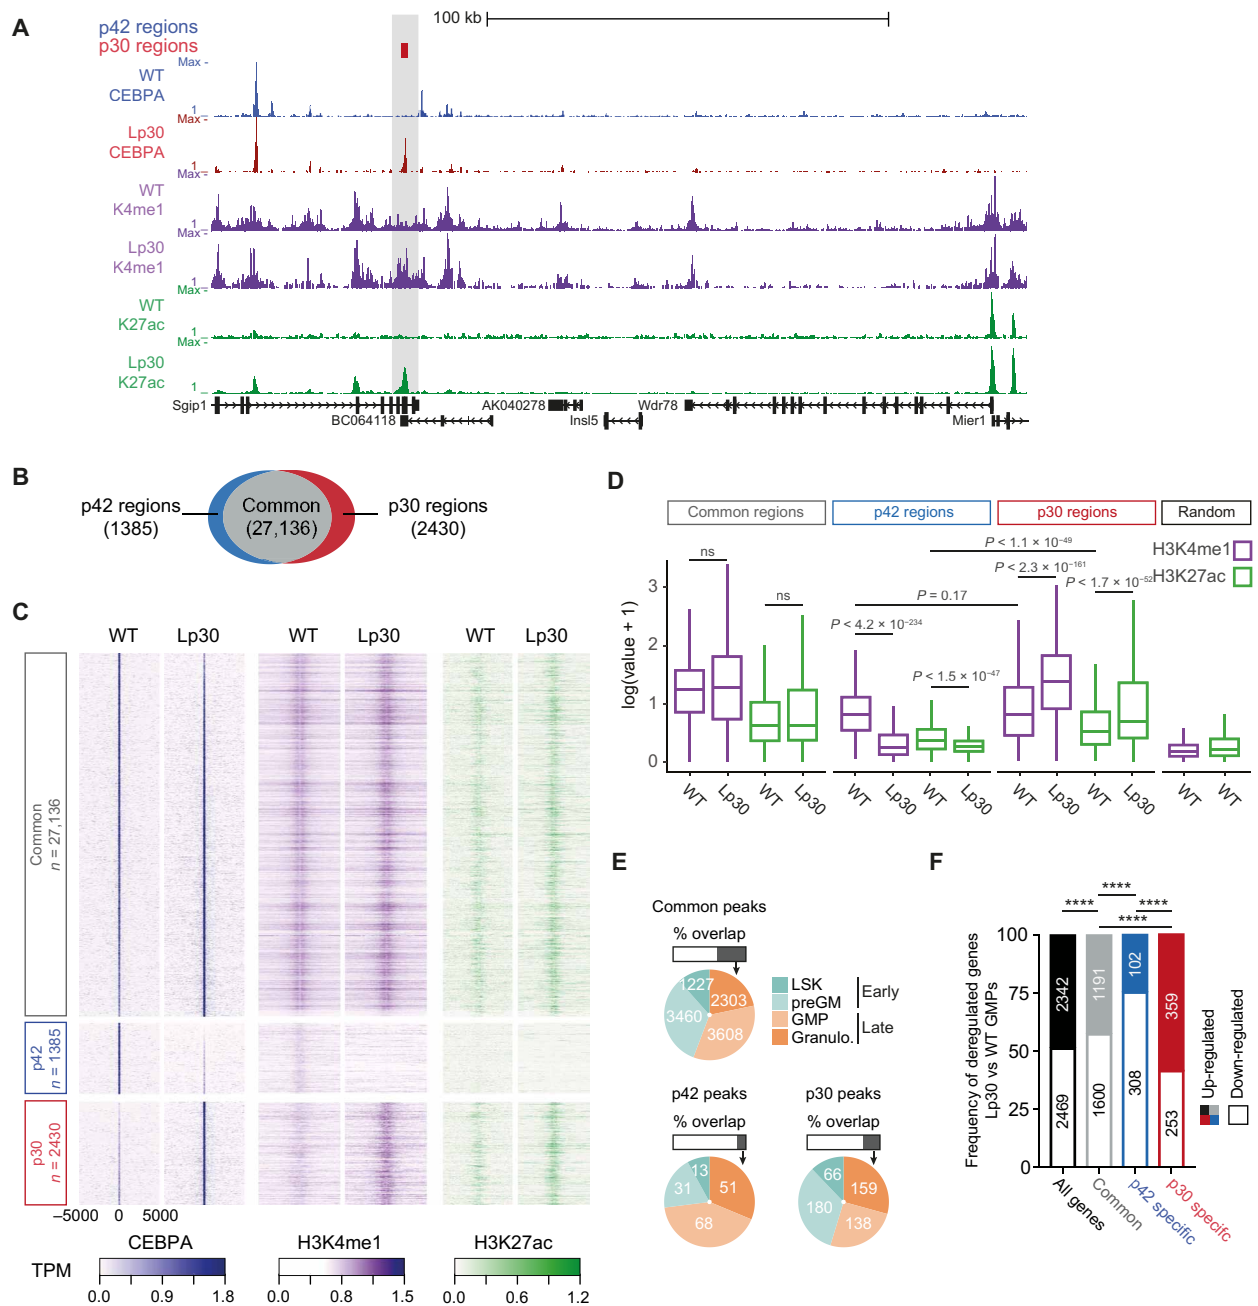 A
100 kb
p42 regions
p30 regions
Max -
WT
CEBPA
1
Max -
Lp30
CEBPA
1
Max -
WT
K4me1
1
Max -
Lp30
K4me1
1
Max -
WT
K27ac
1
Max -
Lp30
K27ac
1
Sgip1
AK040278
Wdr78
BC064118
Insl5
Mier1
B
p42 regions
(1385)
Common
(27,136)
p30 regions
(2430)
C
WT
Lp30
WT
Lp30
WT
Lp30
Common
n = 27,136
p42
n = 1385
p30
n = 2430
−5000
0
5000
TPM
CEBPA
0.0
0.9
1.8
H3K4me1
0.0
1.0
1.5
H3K27ac
0.0
0.6
1.2
D
Common regions
p42 regions
p30 regions
Random
H3K4me1
H3K27ac
log(value + 1)
3
2
1
0
ns
ns
P < 4.2 × 10−234
P = 0.17
P < 1.5 × 10−47
P < 1.1 × 10−49
P < 2.3 × 10−161
P < 1.7 × 10−52
WT
Lp30
WT
Lp30
WT
Lp30
WT
Lp30
WT
Lp30
WT
Lp30
WT
WT
E
Common peaks
% overlap
1227
2303
3460
3608
LSK
preGM
GMP
Granulo.
Early
Late
p42 peaks
% overlap
13
51
31
68
p30 peaks
% overlap
66
159
180
138
F
****
****
****
****
Frequency of deregulated genes
Lp30 vs WT GMPs
100
75
50
25
0
2342
2469
1191
1600
102
308
359
253
All genes
Common
p42 specific
p30 specifc
Up-regulated
Down-regulated